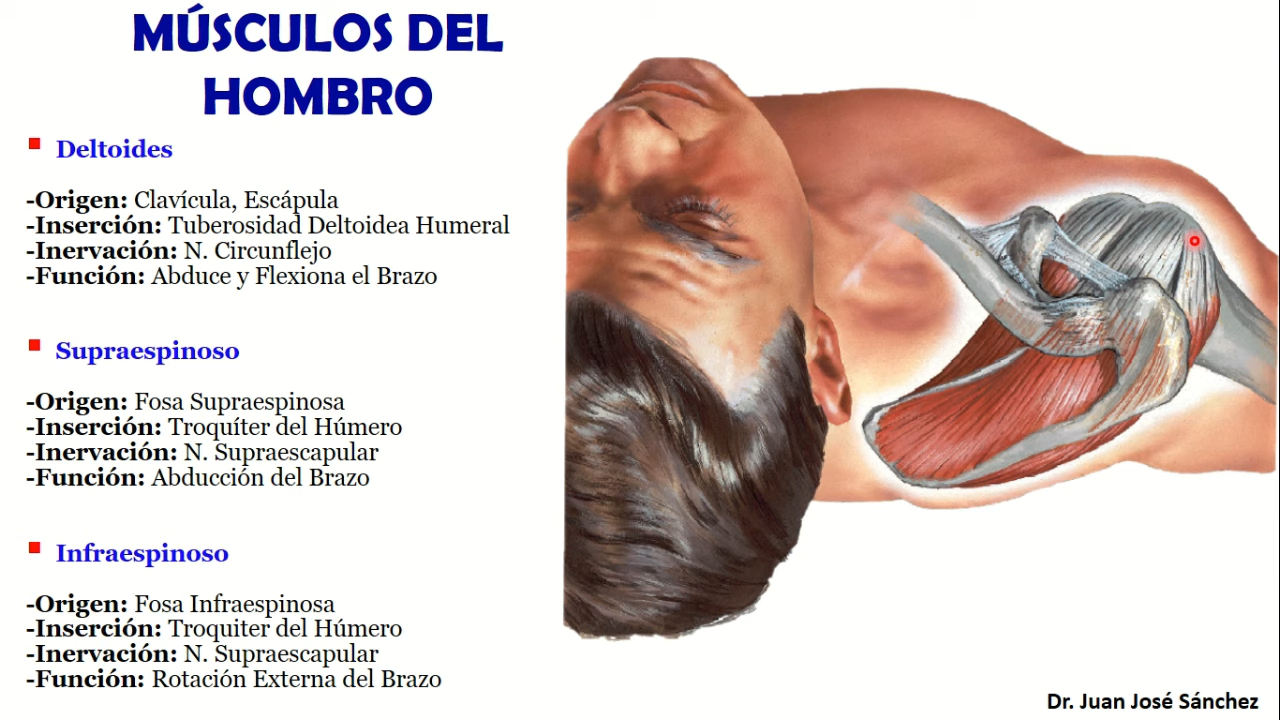 MÚSCULOS DEL
HOMBRO
Deltoides
-Origen: Clavícula, Escápula
-Inserción: Tuberosidad Deltoidea Humeral
-Inervación: N. Circunflejo
-Función: Abduce y Flexiona el Brazo
Supraespinoso
-Origen: Fosa Supraespinosa
-Inserción: Troquíter del Húmero
-Inervación: N. Supraescapular
-Función: Abducción del Brazo
Infraespinoso
-Origen: Fosa Infraespinosa
-Inserción: Troquiter del Húmero
-Inervación: N. Supraescapular
-Función: Rotación Externa del Brazo
Dr. Juan José Sánchez